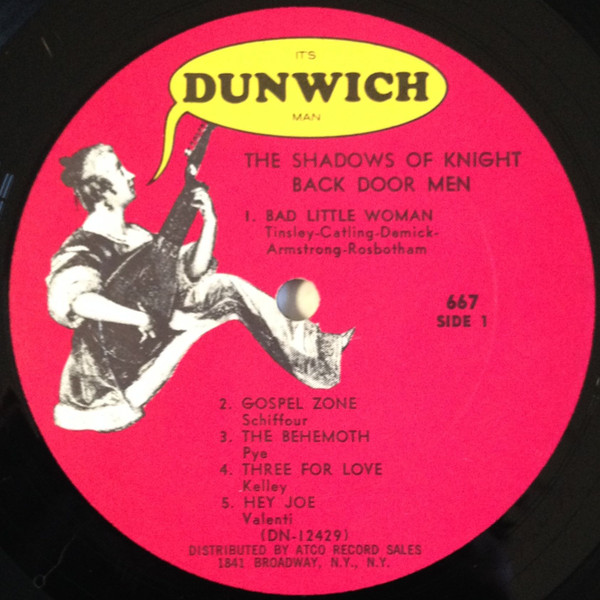 IT'S
DUNWICH
MAN
THE SHADOWS OF KNIGHT
BACK DOOR MEN
1. BAD LITTLE WOMAN
Tinsley-Catling-Demick-
Armstrong-Rosbotham
667
SIDE 1
2. GOSPEL ZONE
Schiffour
3. THE BEHEMOTH
Pye
4. THREE FOR LOVE
Kelley
5. HEY JOE
Valenti
(DN-12429)
DISTRIBUTED BY ATCO RECORD SALES
1841 BROADWAY, N.Y., N.Y.